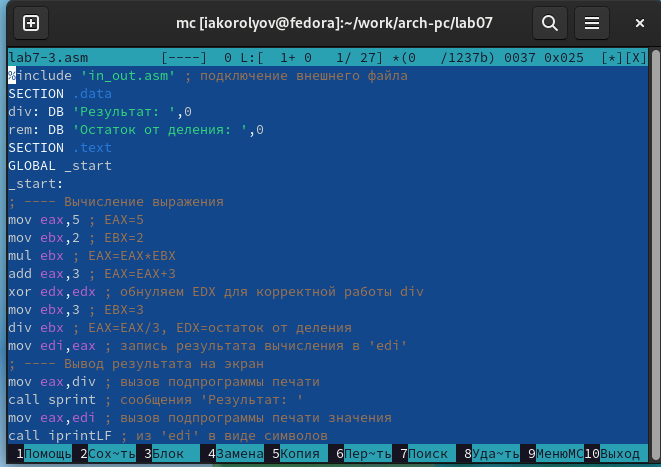 mc [iakorolyov@fedora]:~/work/arch-pc/lab07
lab7-3.asm [----] 0 L:[ 1+ 0 1/ 27] *(0 /1237b) 0037 0x025 [*][X]
%include 'in_out.asm' ; подключение внешнего файла
SECTION .data
div: DB 'Результат: ',0
rem: DB 'Остаток от деления: ',0
SECTION .text
GLOBAL _start
_start:
; ---- Вычисление выражения
mov eax,5 ; EAX=5
mov ebx,2 ; EBX=2
mul ebx ; EAX=EAX*EBX
add eax,3 ; EAX=EAX+3
xor edx,edx ; обнуляем EDX для корректной работы div
mov ebx,3 ; EBX=3
div ebx ; EAX=EAX/3, EDX=остаток от деления
mov edi,eax ; запись результата вычисления в 'edi'
; ---- Вывод результата на экран
mov eax,div ; вызов подпрограммы печати
call sprint ; сообщения 'Результат: '
mov eax,edi ; вызов подпрограммы печати значения
call iprintLF ; из 'edi' в виде символов
1Помощь 2Сох~ть 3Блок 4Замена 5Копия 6Пер~ть 7Поиск 8Уда~ть 9МенюMC 10Выход